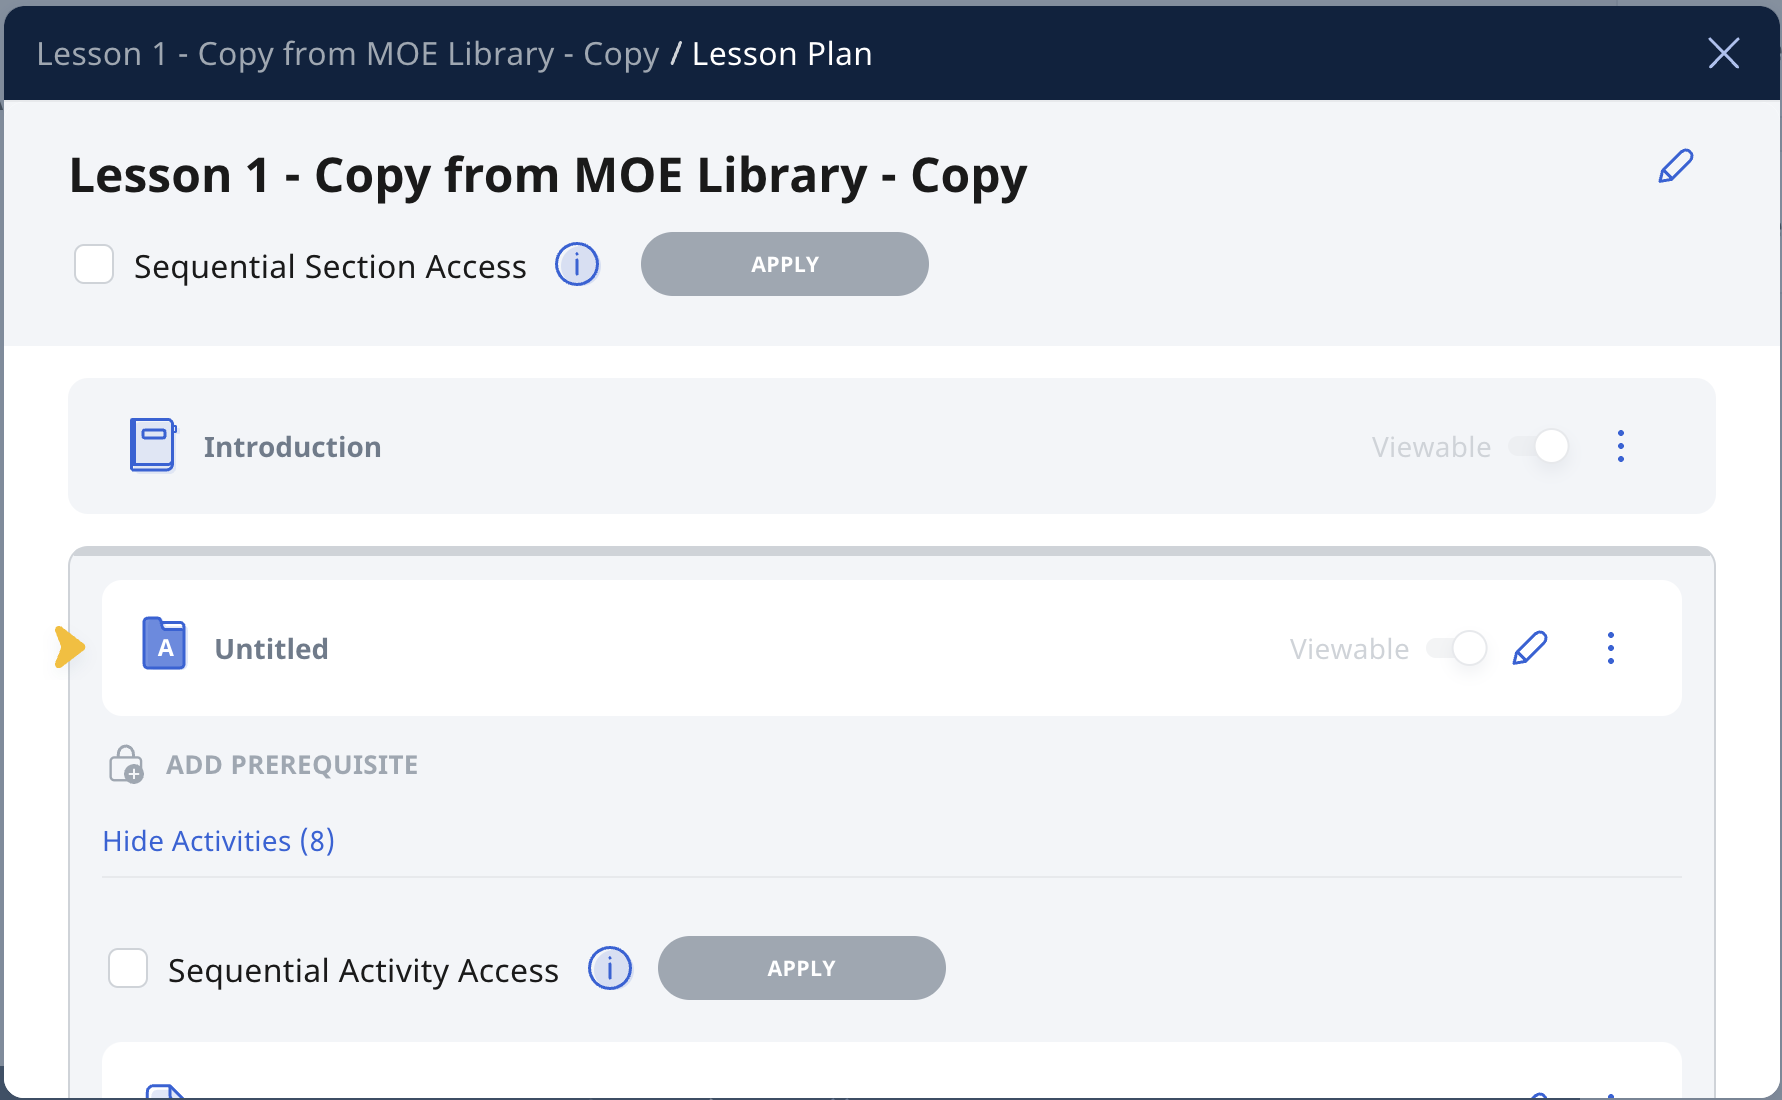 Lesson 1 - Copy from MOE Library - Copy / Lesson Plan
Lesson 1 - Copy from MOE Library - Copy
Sequential Section Access i APPLY
Introduction Viewable
A Untitled Viewable
ADD PREREQUISITE
Hide Activities (8)
Sequential Activity Access i APPLY